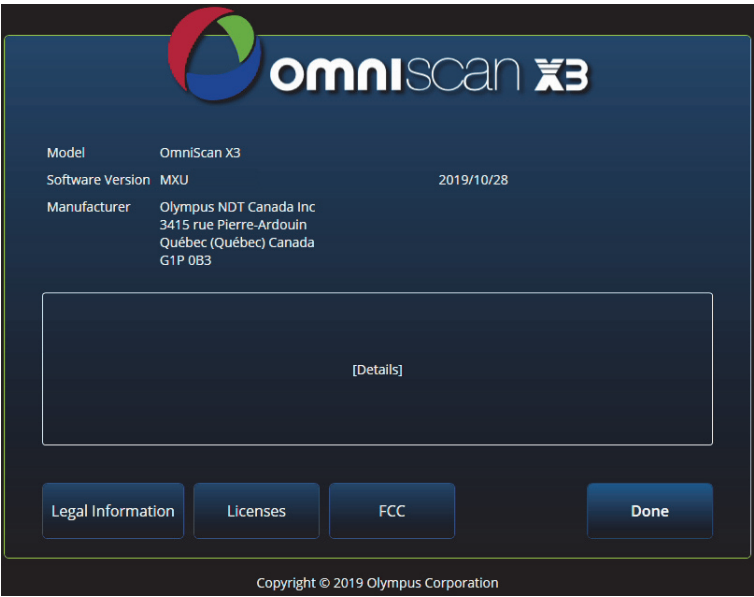 omniscan X3
Model OmniScan X3
Software Version MXU 2019/10/28
Manufacturer Olympus NDT Canada Inc
3415 rue Pierre-Ardouin
Québec (Québec) Canada
G1P 0B3
[Details]
Legal Information Licenses FCC Done
Copyright © 2019 Olympus Corporation